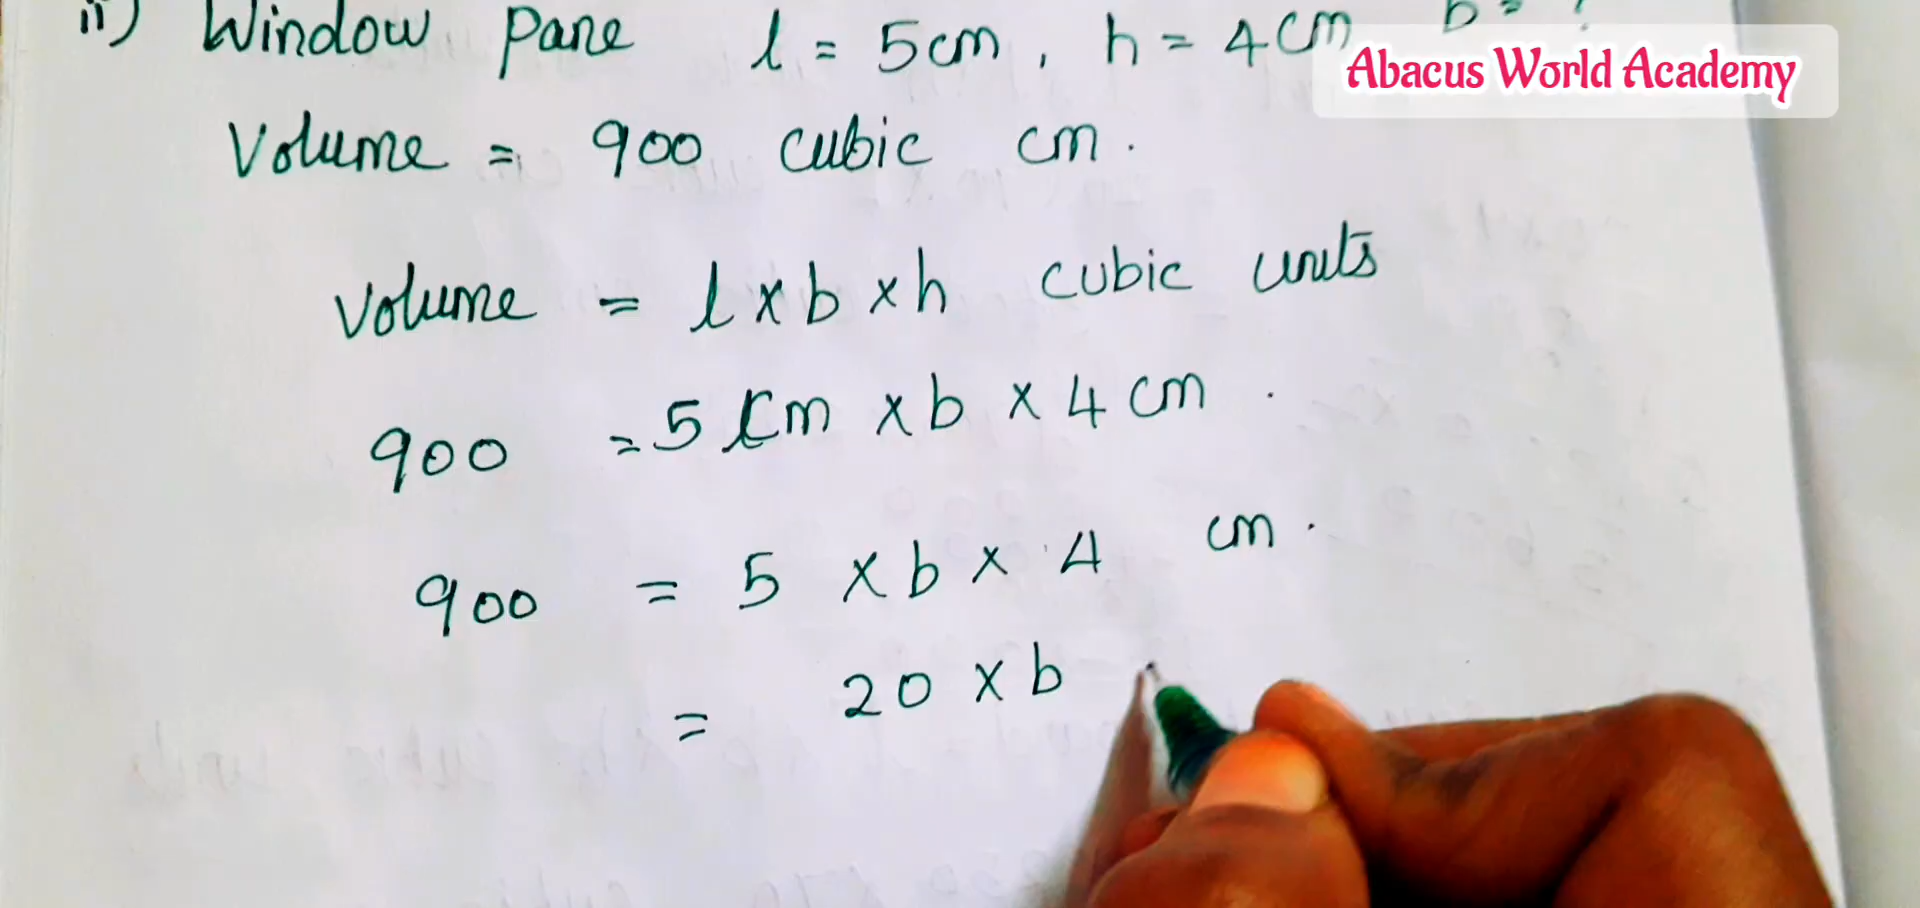 ii) Window pane l = 5cm, h = 4cm b = ?
Abacus World Academy
Volume = 900 cubic cm.
Volume = l x b x h cubic units
900 = 5 cm x b x 4 cm.
900 = 5 x b x 4 cm.
= 20 x b